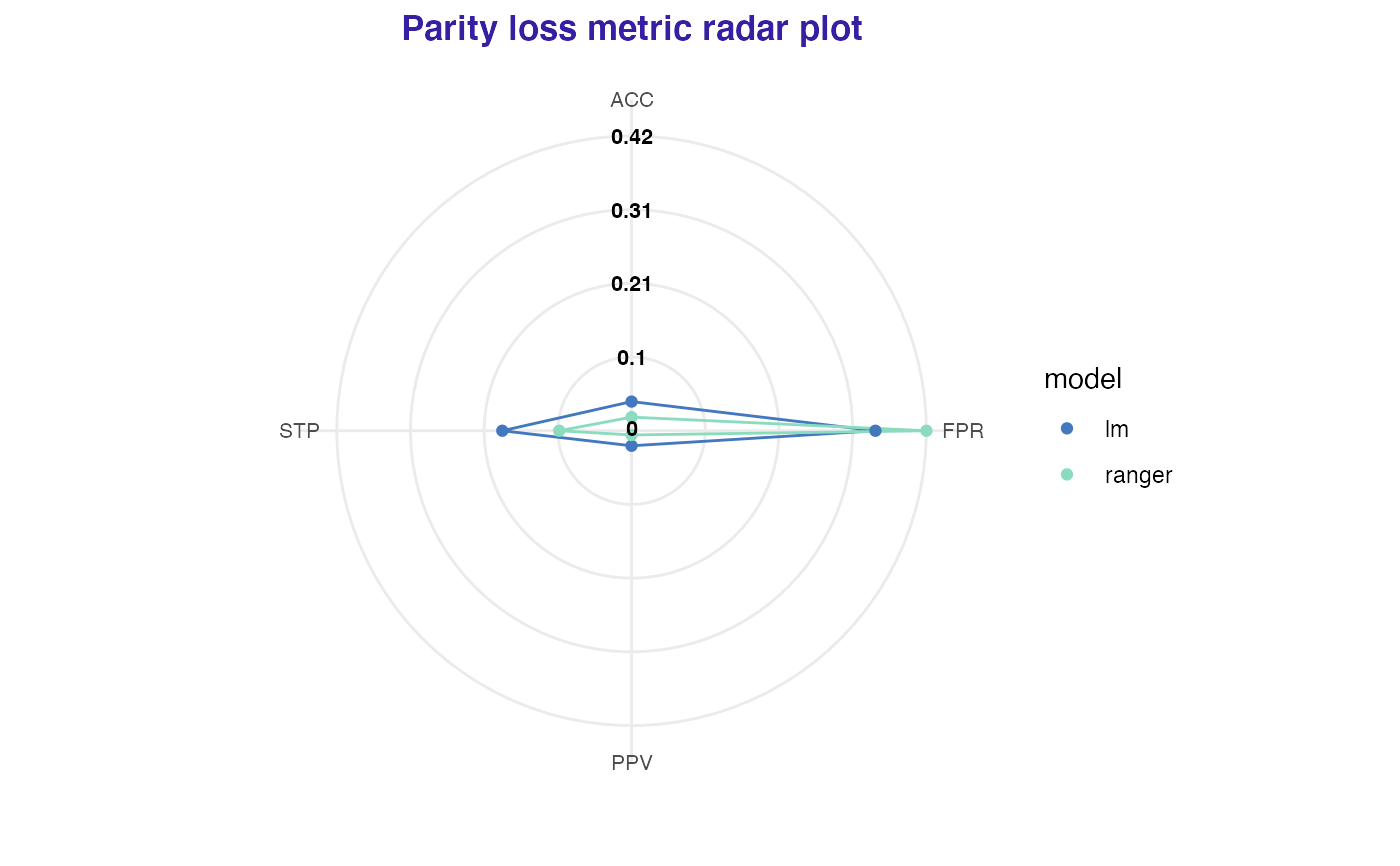 Parity loss metric radar plot
ACC
0.42
0.31
0.21
0.1
0
STP
FPR
PPV
model
lm
ranger